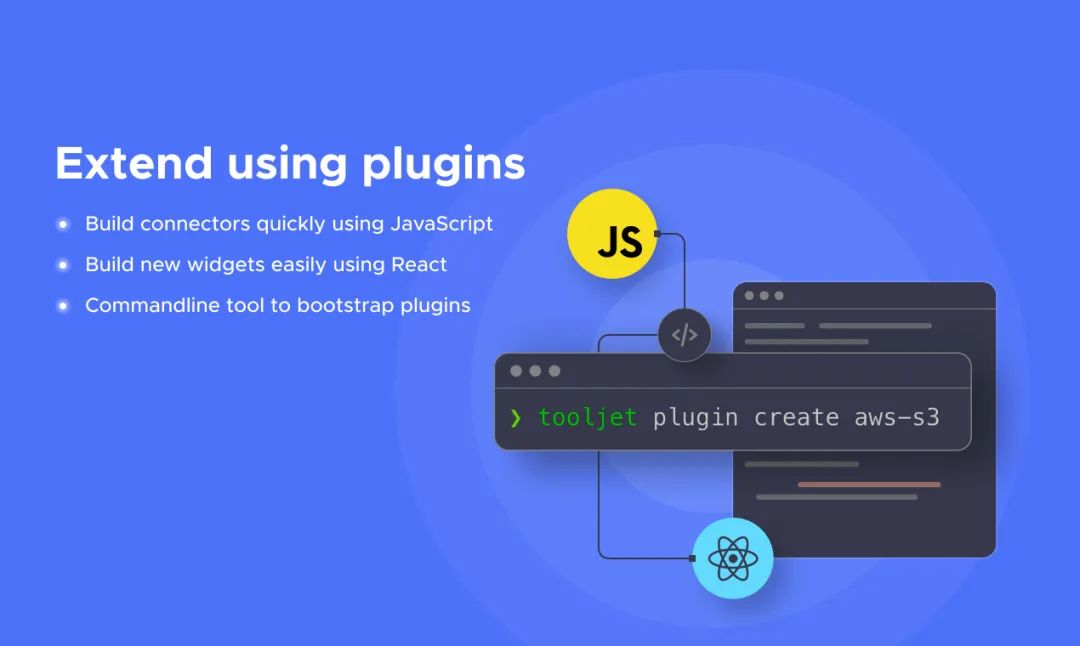 Extend using plugins
Build connectors quickly using JavaScript
Build new widgets easily using React
Commandline tool to bootstrap plugins
JS
</>
❯ tooljet plugin create aws-s3